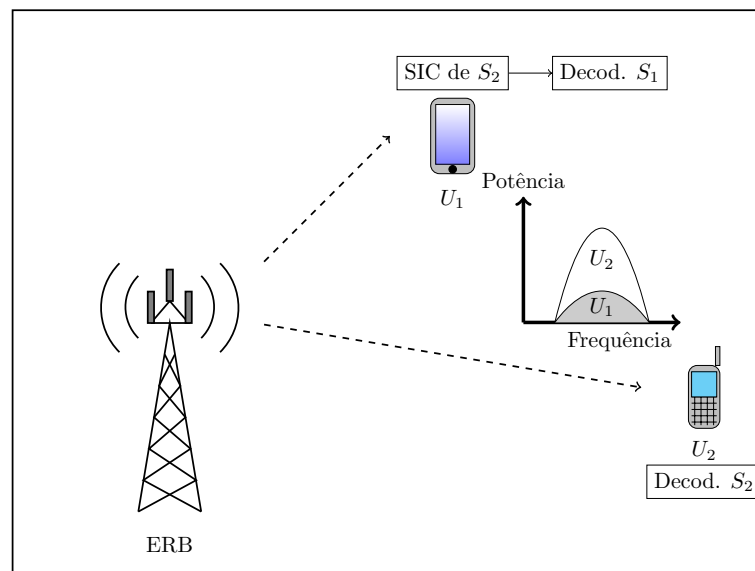 SIC de S₂
Decod. S₁
U₁
Potência
U₂
U₁
Frequência
U₂
Decod. S₂
ERB